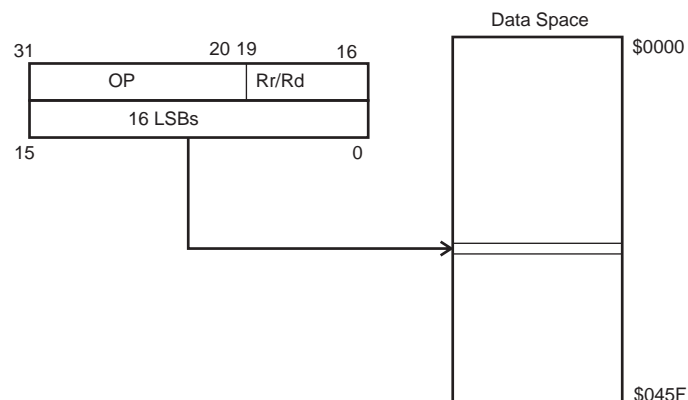 Data Space
31
20 19
16
$0000
OP
Rr/Rd
16 LSBs
15
0
$045F